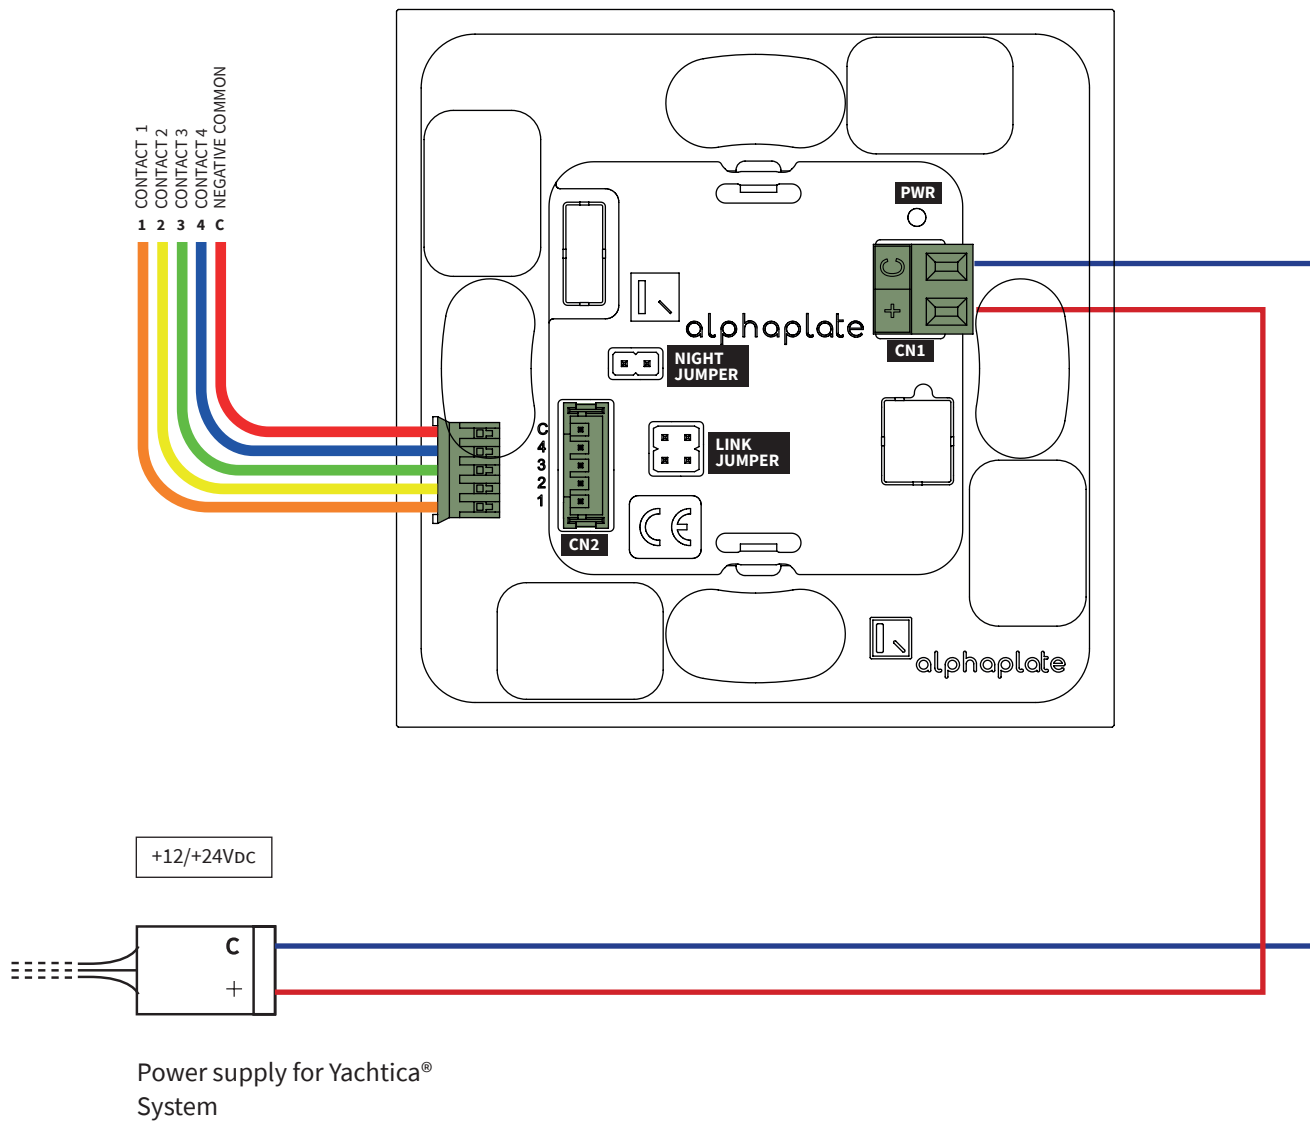 CONTACT 1
CONTACT 2
CONTACT 3
CONTACT 4
NEGATIVE COMMON
1 2 3 4 C
PWR
C
+
CN1
alphaplate
NIGHT
JUMPER
LINK
JUMPER
C
4
3
2
1
CN2
CE
alphaplate
+12/+24VDC
C
+
Power supply for Yachtica®
System